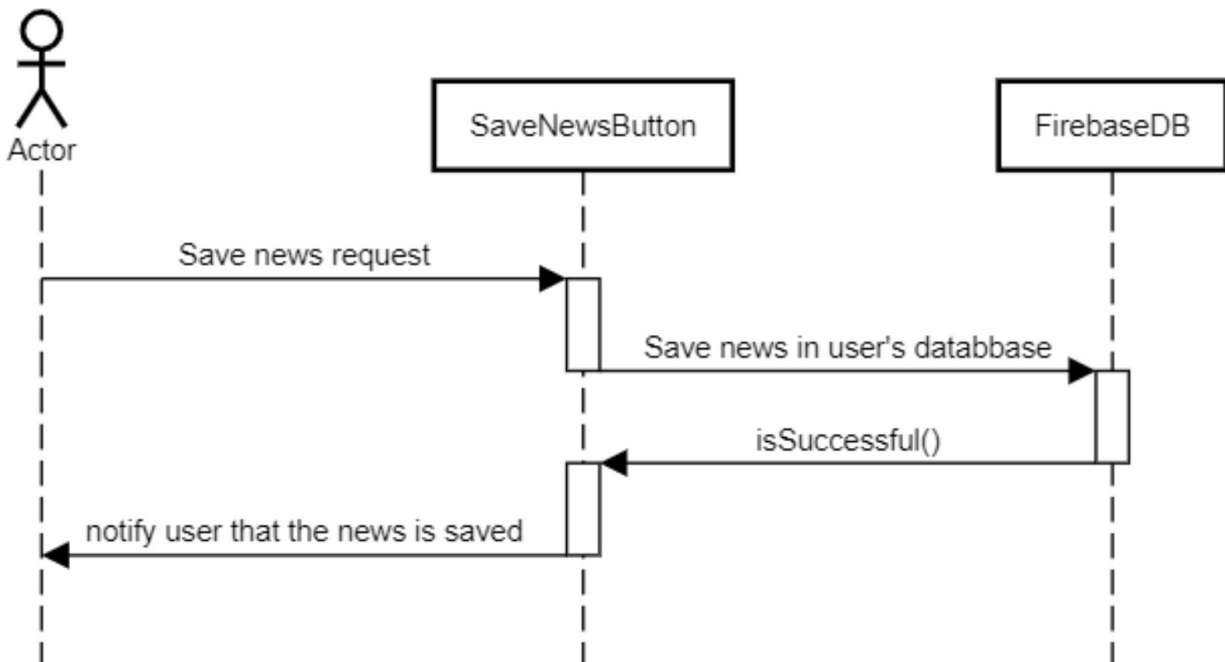 Actor
SaveNewsButton
FirebaseDB
Save news request
Save news in user's databbase
isSuccessful()
notify user that the news is saved